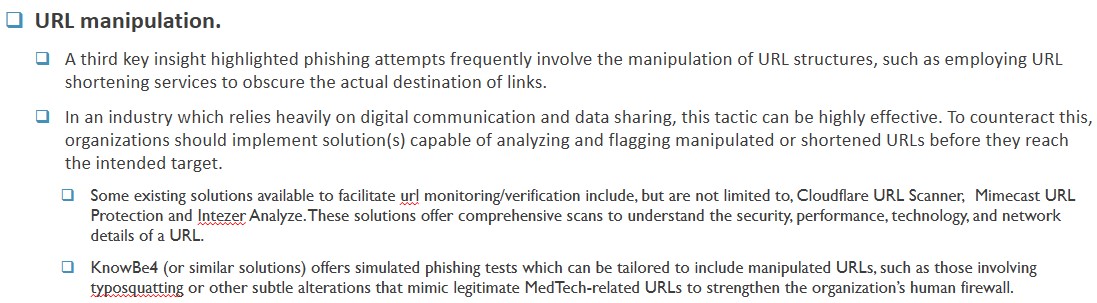 URL manipulation.
A third key insight highlighted phishing attempts frequently involve the manipulation of URL structures, such as employing URL
shortening services to obscure the actual destination of links.
In an industry which relies heavily on digital communication and data sharing, this tactic can be highly effective. To counteract this,
organizations should implement solution(s) capable of analyzing and flagging manipulated or shortened URLs before they reach
the intended target.
Some existing solutions available to facilitate url monitoring/verification include, but are not limited to, Cloudflare URL Scanner,  Mimecast URL
Protection and Intezer Analyze. These solutions offer comprehensive scans to understand the security, performance, technology, and network
details of a URL.
KnowBe4 (or similar solutions) offers simulated phishing tests which can be tailored to include manipulated URLs, such as those involving
typosquatting or other subtle alterations that mimic legitimate MedTech-related URLs to strengthen the organization's human firewall.